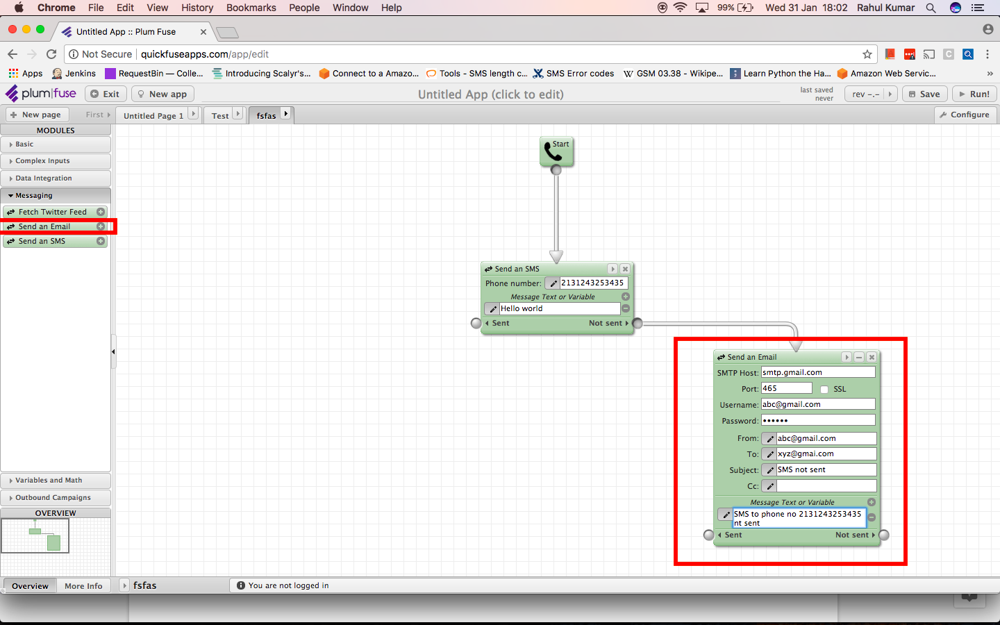 Chrome File Edit View History Bookmarks People Window Help 99% Wed 31 Jan 18:02 Rahul Kumar
Untitled App :: Plum Fuse
Not Secure quickfuseapps.com/app/edit
Apps Jenkins RequestBin — Colle... Introducing Scalyr's... Connect to a Amazo... Tools - SMS length c... SMS Error codes GSM 03.38 - Wikipe... Learn Python the Ha... Amazon Web Servic... »
plum|fuse Exit New app Untitled App (click to edit) last saved never rev -.- Save Run!
New page First Untitled Page 1 Test fsfas Configure
MODULES
Basic
Complex Inputs
Data Integration
Messaging
Fetch Twitter Feed
Send an Email
Send an SMS
Variables and Math
Outbound Campaigns
OVERVIEW
Overview More Info
Start
Send an SMS
Phone number: 2131243253435
Message Text or Variable
Hello world
Sent Not sent
Send an Email
SMTP Host: smtp.gmail.com
Port: 465 SSL
Username: abc@gmail.com
Password: ••••••
From: abc@gmail.com
To: xyz@gmai.com
Subject: SMS not sent
Cc:
Message Text or Variable
SMS to phone no 2131243253435
nt sent
Sent Not sent
fsfas You are not logged in